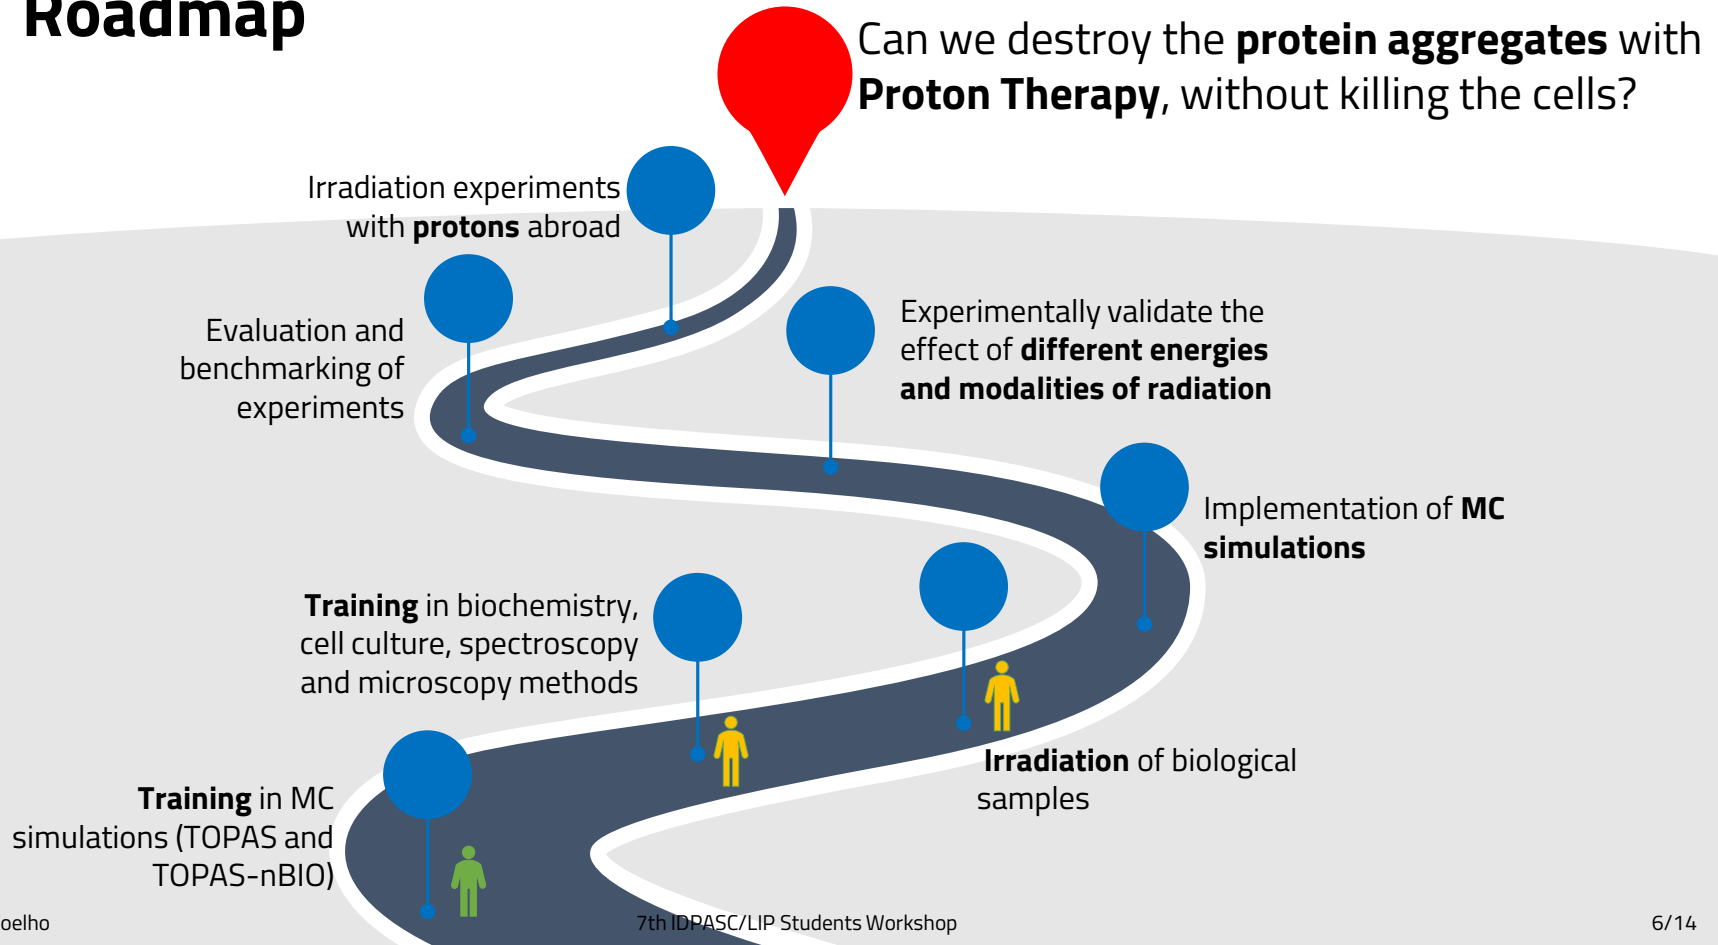 Roadmap
Can we destroy the protein aggregates with
Proton Therapy, without killing the cells?
Irradiation experiments
with protons abroad
Evaluation and
benchmarking of
experiments
Experimentally validate the
effect of different energies
and modalities of radiation
Implementation of MC
simulations
Training in biochemistry,
cell culture, spectroscopy
and microscopy methods
Irradiation of biological
samples
Training in MC
simulations (TOPAS and
TOPAS-nBIO)
oelho
7th IDPASC/LIP Students Workshop
6/14